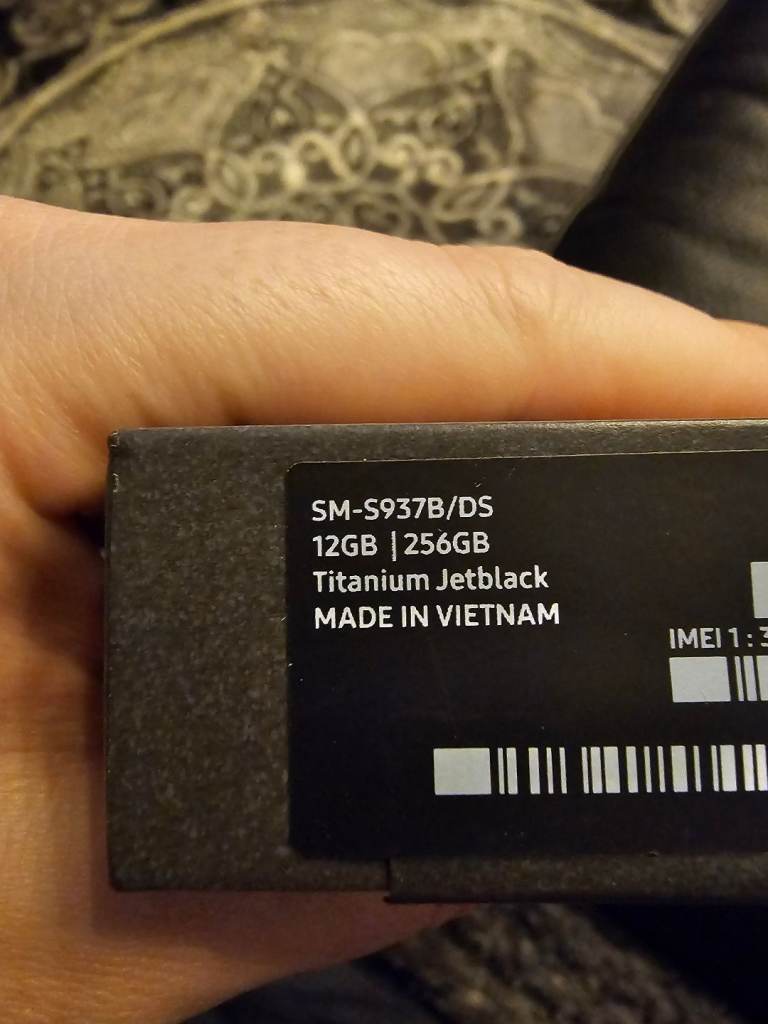 SM-S937B/DS
12GB | 256GB
Titanium Jetblack
MADE IN VIETNAM
IMEI 1 : 3